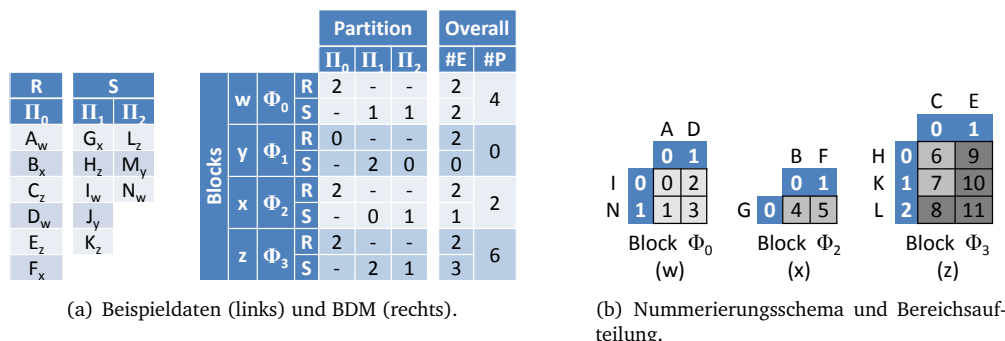 R S
Π0 Π1 Π2
Aw Gx Lz
Bx Hz My
Cz Iw Nw
Dw Jy
Ez Kz
Fx
Partition Overall
Π0 Π1 Π2 #E #P
Blocks
w Φ0 R 2 - - 2 4
S - 1 1 2
y Φ1 R 0 - - 2 0
S - 2 0 0
x Φ2 R 2 - - 2 2
S - 0 1 1
z Φ3 R 2 - - 2 6
S - 2 1 3
(a) Beispieldaten (links) und BDM (rechts).
A D
0 1
I 0 0 2
N 1 1 3
Block Φ0
(w)
B F
0 1
G 0 4 5
Block Φ2
(x)
C E
0 1
H 0 6 9
K 1 7 10
L 2 8 11
Block Φ3
(z)
(b) Nummerierungsschema und Bereichsauf-
teilung.